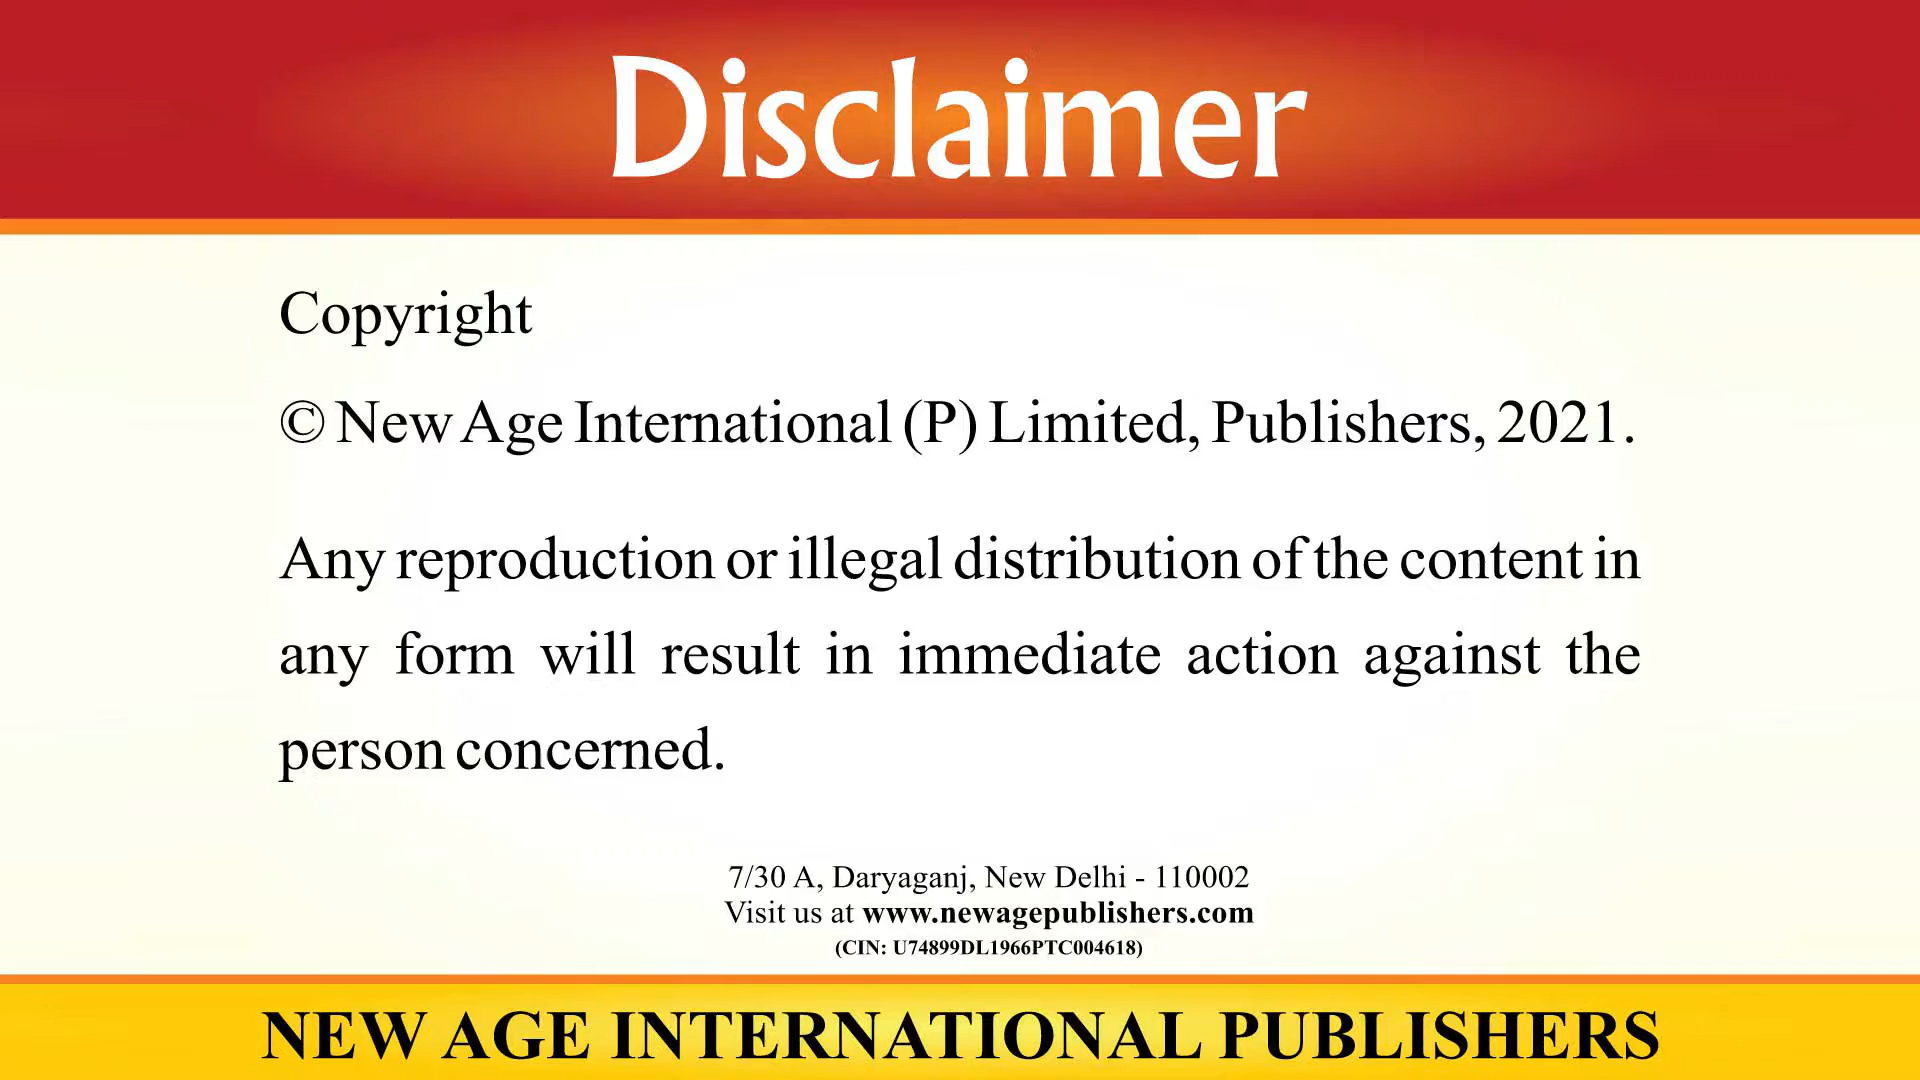 Disclaimer
Copyright
© New Age International (P) Limited, Publishers, 2021.
Any reproduction or illegal distribution of the content in
any form will result in immediate action against the
person concerned.
7/30 A, Daryaganj, New Delhi - 110002
Visit us at www.newagepublishers.com
(CIN: U74899DL1966PTC004618)
NEW AGE INTERNATIONAL PUBLISHERS